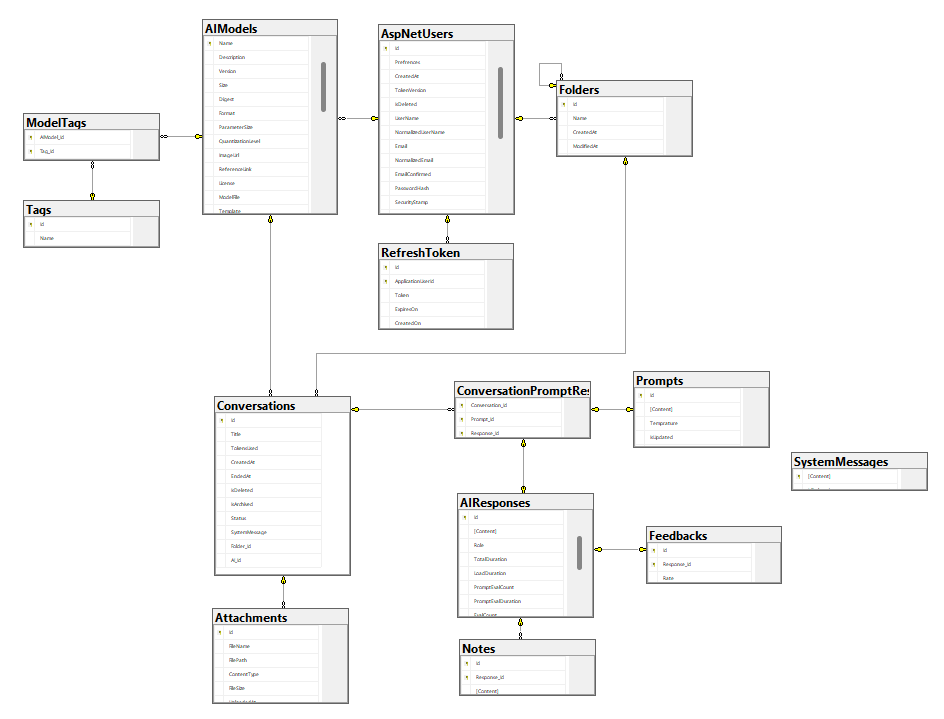 AIModels
Name
Description
Version
Size
Digest
Format
ParameterSize
QuantizationLevel
ImageUrl
ReferenceLink
License
ModelFile
Template
AspNetUsers
Id
Prefrences
CreatedAt
TokenVersion
IsDeleted
UserName
NormalizedUserName
Email
NormalizedEmail
EmailConfirmed
PasswordHash
SecurityStamp
Folders
Id
Name
CreatedAt
ModifiedAt
ModelTags
AIModel_Id
Tag_Id
Tags
Id
Name
RefreshToken
Id
ApplicationUserId
Token
ExpiresOn
CreatedOn
Conversations
Id
Title
TokensUsed
CreatedAt
EndedAt
IsDeleted
IsArchived
Status
SystemMessage
Folder_Id
AI_Id
ConversationPromptRes
Conversation_Id
Prompt_Id
Response_Id
Prompts
Id
[Content]
Temprature
IsUpdated
SystemMessages
[Content]
AIResponses
Id
[Content]
Role
TotalDuration
LoadDuration
PromptEvalCount
PromptEvalDuration
EvalCount
Feedbacks
Id
Response_Id
Rate
Attachments
Id
FileName
FilePath
ContentType
FileSize
Notes
Id
Response_Id
[Content]